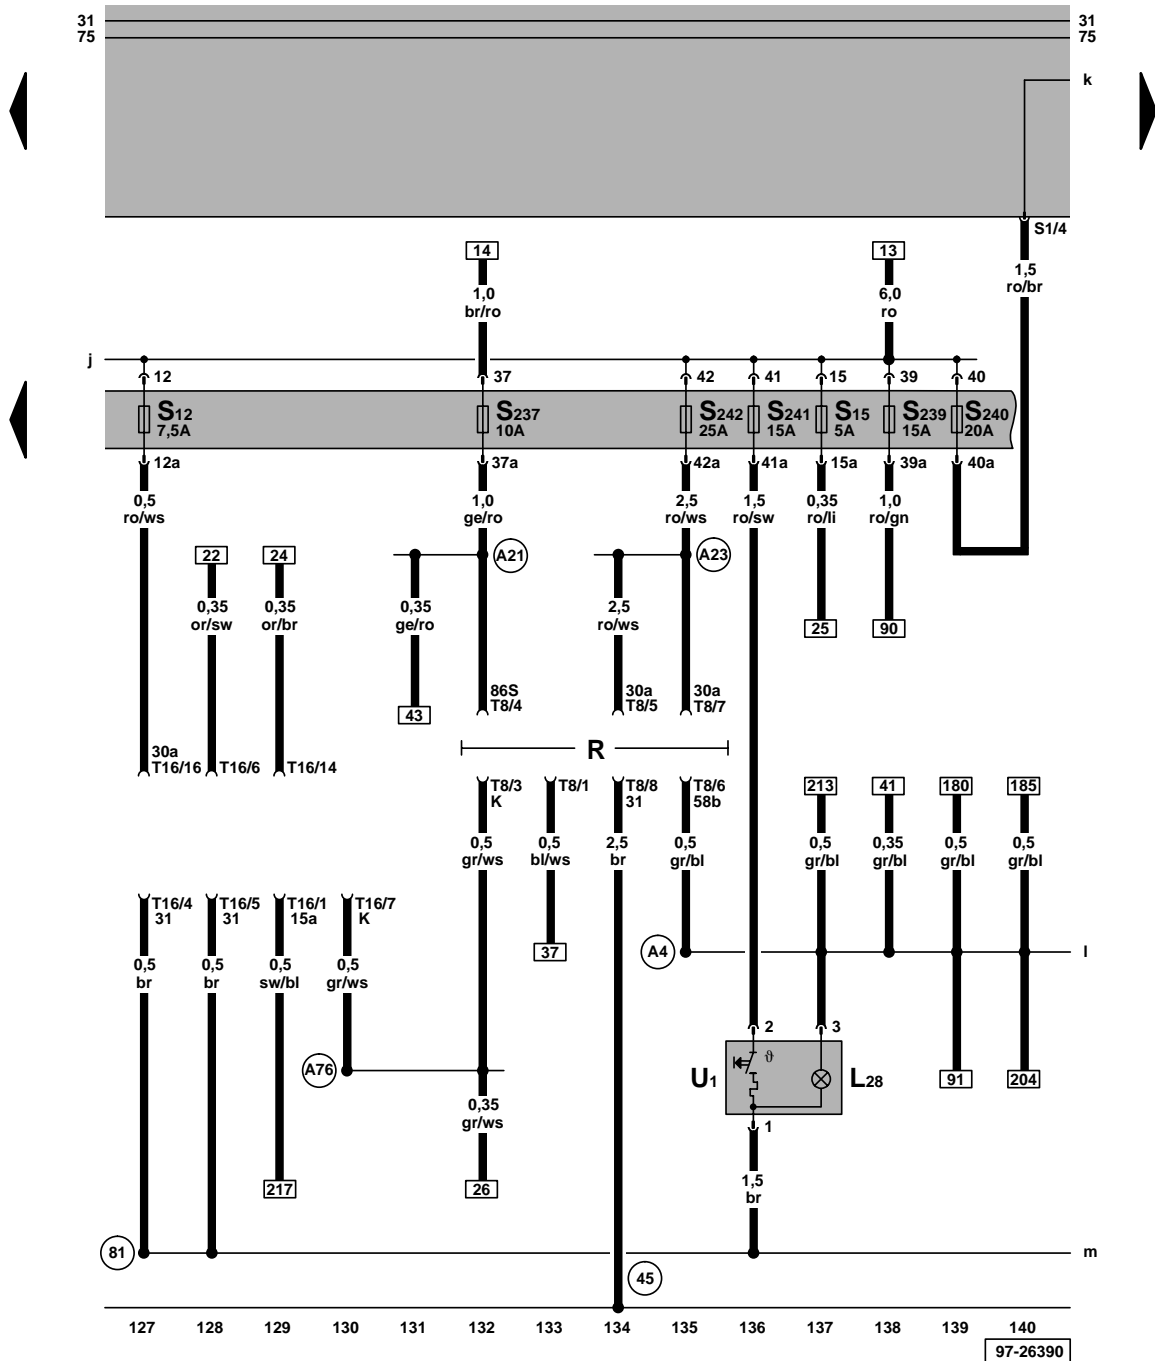 31 31
75 75
k
S1/4
14 13
1,0 6,0 1,5
br/ro ro ro/br
j
12 37 42 41 15 39 40
S12 S237 S242 S241 S15 S239 S240
7,5A 10A 25A 15A 5A 15A 20A
12a 37a 42a 41a 15a 39a 40a
0,5 1,0 2,5 1,5 0,35 1,0
ro/ws ge/ro ro/ws ro/sw ro/li ro/gn
22 24 A21 A23
0,35 0,35 0,35 2,5
or/sw or/br ge/ro ro/ws
25 90
86S 30a 30a
T8/4 T8/5 T8/7
43
R
30a
T16/16 T16/6 T16/14
T8/3 T8/1 T8/8 T8/6 213 41 180 185
K 31 58b
0,5 0,5 2,5 0,5 0,5 0,35 0,5 0,5
gr/ws bl/ws br gr/bl gr/bl gr/bl gr/bl gr/bl
T16/4 T16/5 T16/1 T16/7
31 31 15a K
37 A4 l
0,5 0,5 0,5 0,5
br br sw/bl gr/ws
2 3
ϑ
A76 U1 L28 91 204
0,35
gr/ws
1
217 26
1,5
br
81 m
45
127 128 129 130 131 132 133 134 135 136 137 138 139 140
97-26390